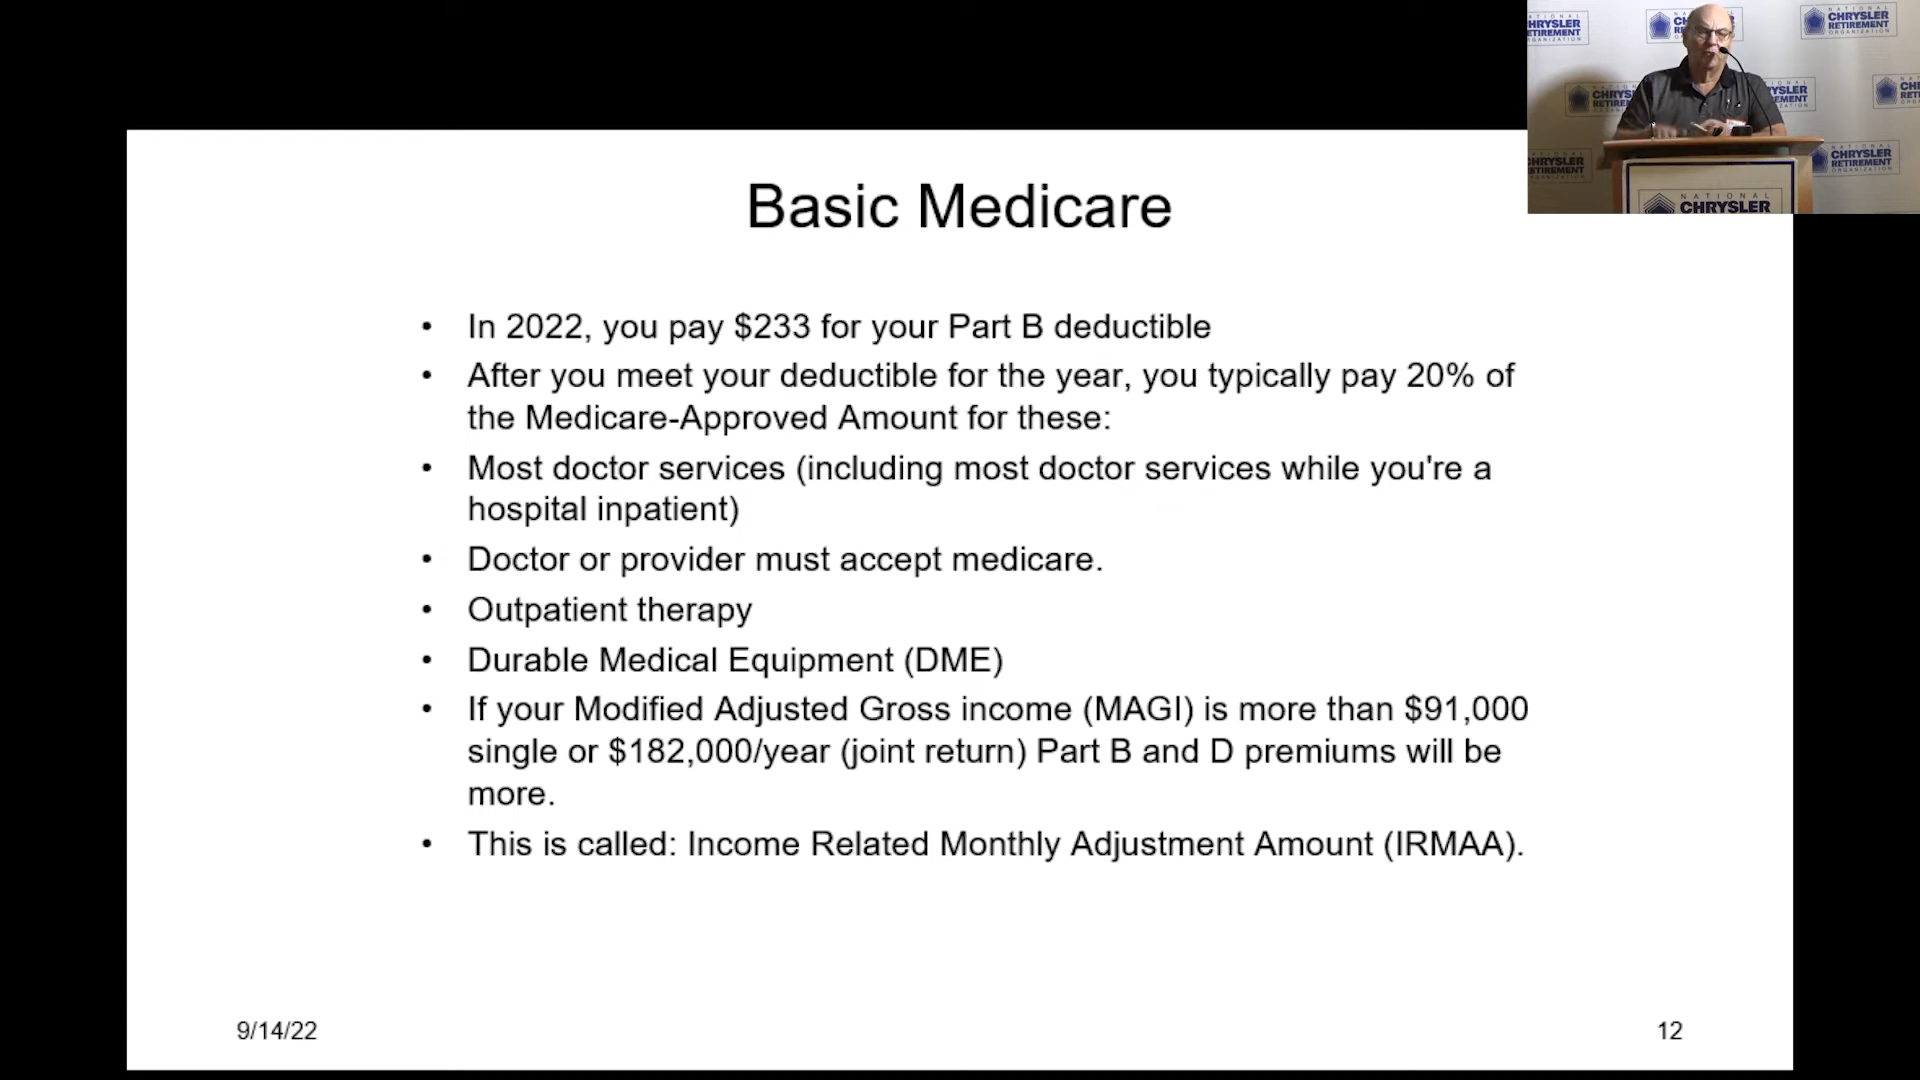 Basic Medicare
• In 2022, you pay $233 for your Part B deductible
• After you meet your deductible for the year, you typically pay 20% of
the Medicare-Approved Amount for these:
• Most doctor services (including most doctor services while you're a
hospital inpatient)
• Doctor or provider must accept medicare.
• Outpatient therapy
• Durable Medical Equipment (DME)
• If your Modified Adjusted Gross income (MAGI) is more than $91,000
single or $182,000/year (joint return) Part B and D premiums will be
more.
• This is called: Income Related Monthly Adjustment Amount (IRMAA).
9/14/22
12
NATIONAL
CHRYSLER
RETIREMENT
ORGANIZATION
CHRYSLER
RETIREMENT
ORGANIZATION
NATIONAL
CHRYSLER